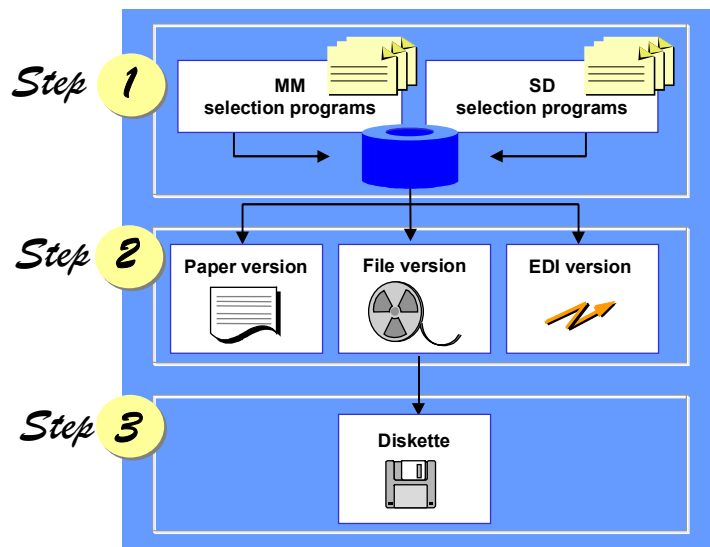 Step 1
MM
selection programs
SD
selection programs
Step 2
Paper version
File version
EDI version
Step 3
Diskette